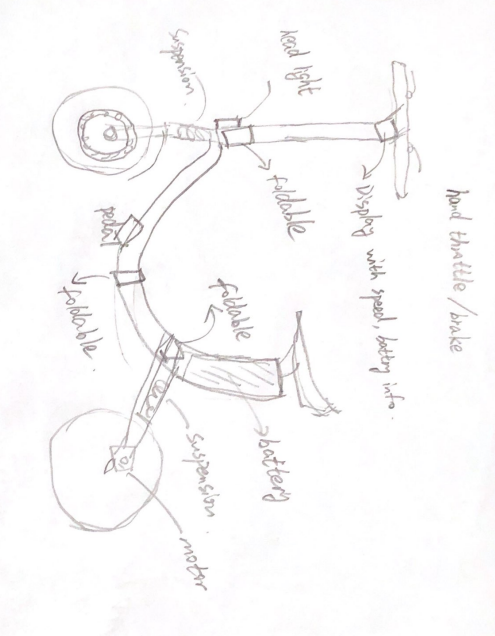 hand throttle/brake
Display with speed, battery info.
head light
foldable
suspension.
foldable
battery
pedal
foldable.
suspension.
motor